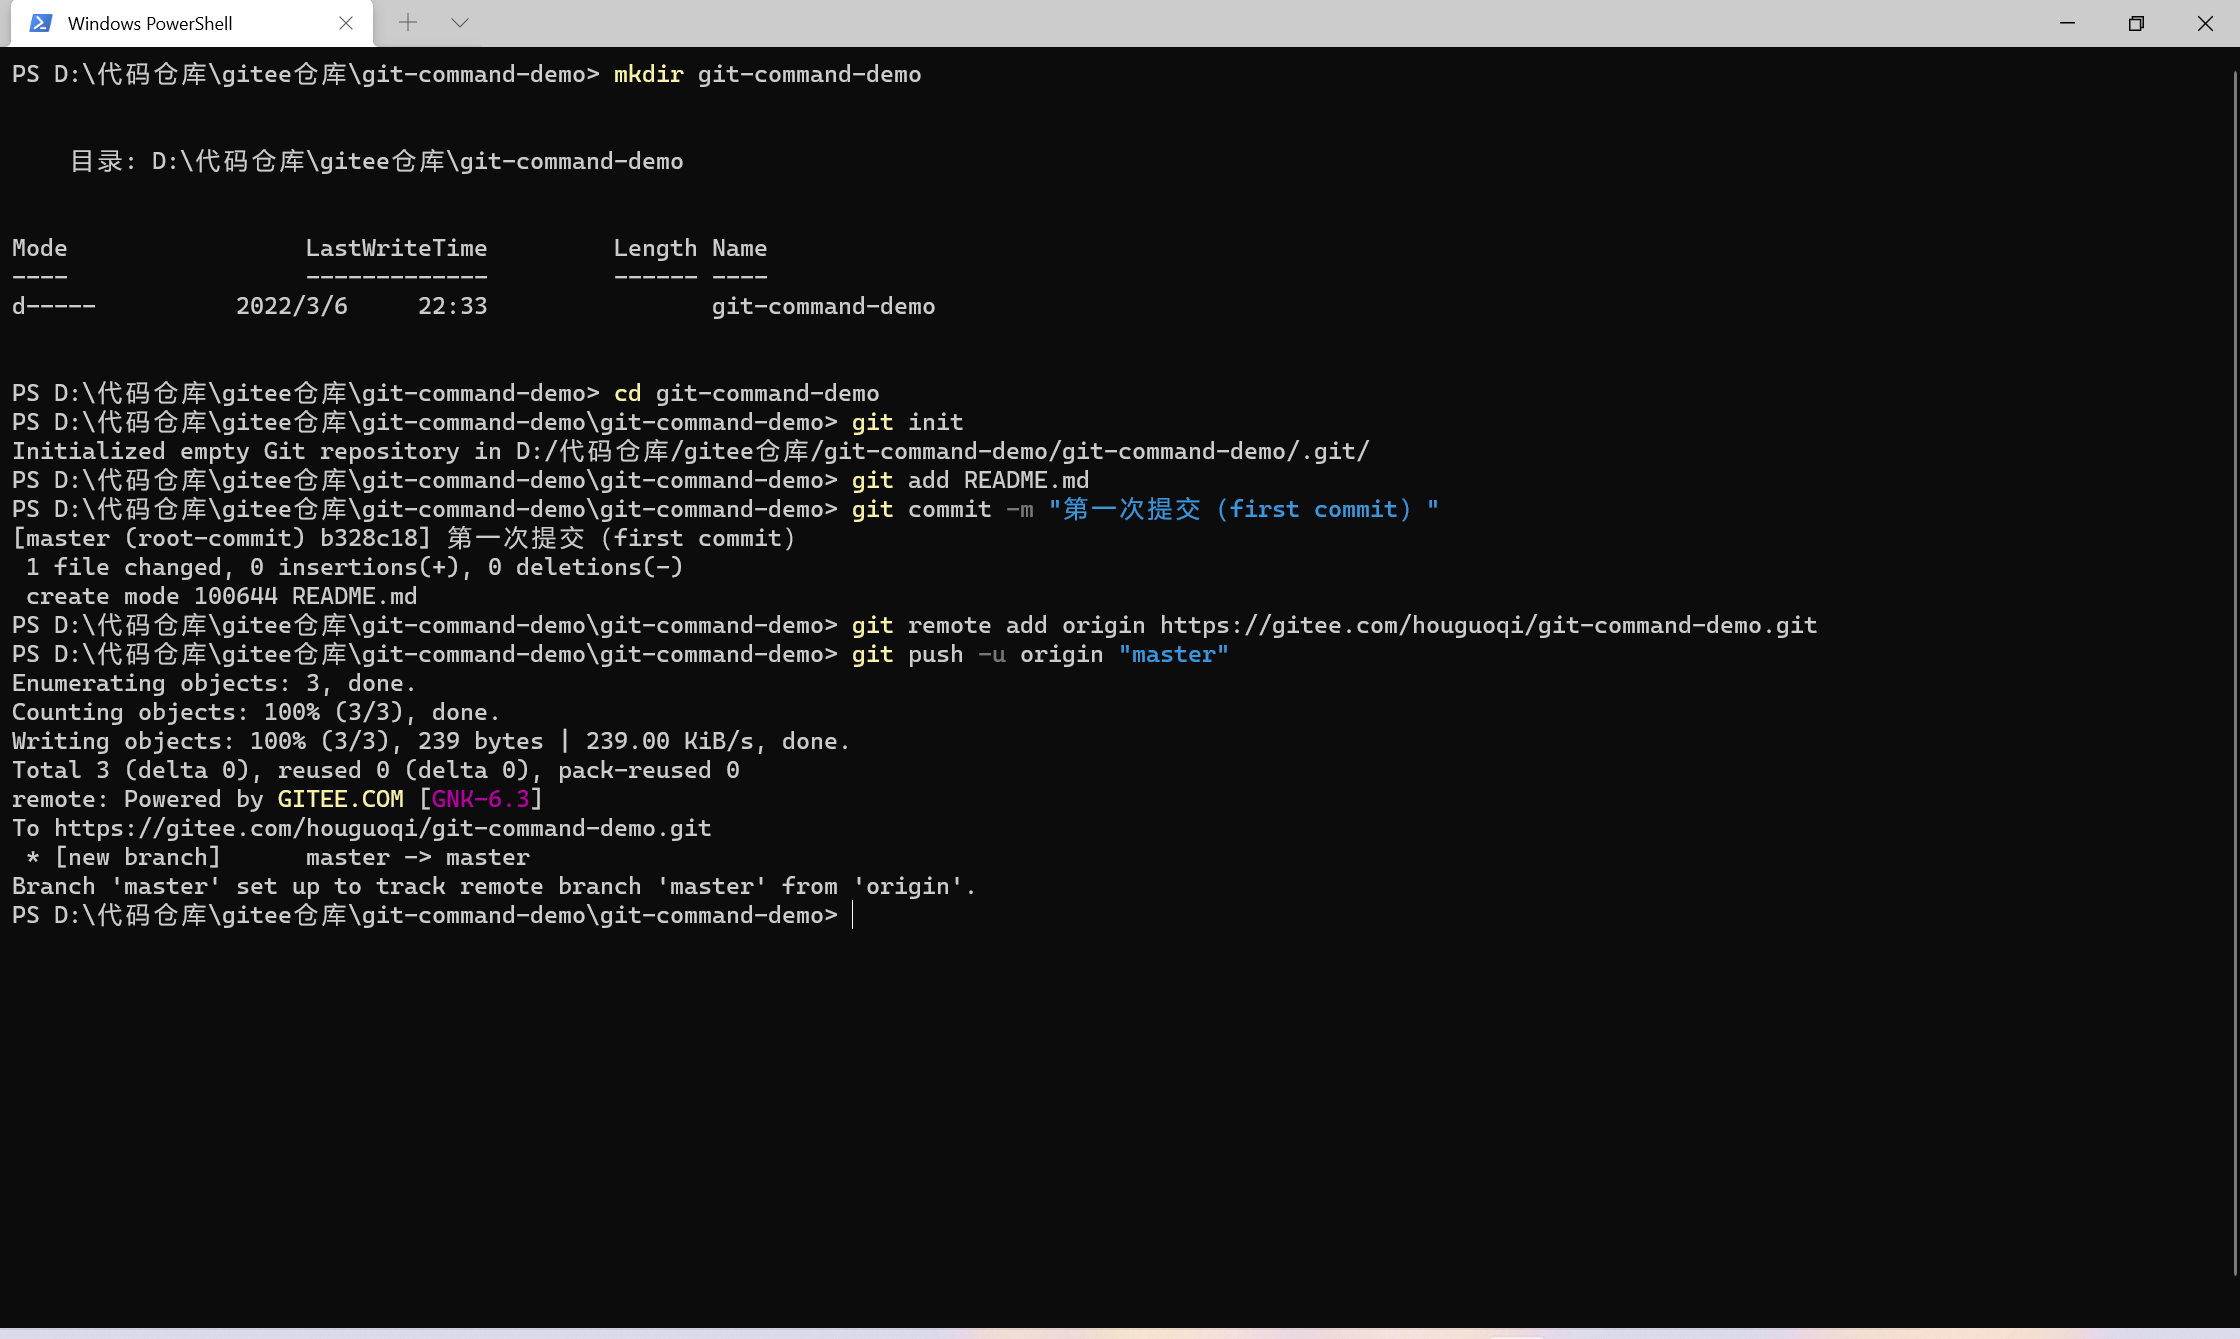 Windows PowerShell
PS D:\代码仓库\gitee仓库\git-command-demo> mkdir git-command-demo
目录: D:\代码仓库\gitee仓库\git-command-demo
Mode                 LastWriteTime         Length Name
----                 -------------         ------ ----
d-----          2022/3/6     22:33                git-command-demo
PS D:\代码仓库\gitee仓库\git-command-demo> cd git-command-demo
PS D:\代码仓库\gitee仓库\git-command-demo\git-command-demo> git init
Initialized empty Git repository in D:/代码仓库/gitee仓库/git-command-demo/git-command-demo/.git/
PS D:\代码仓库\gitee仓库\git-command-demo\git-command-demo> git add README.md
PS D:\代码仓库\gitee仓库\git-command-demo\git-command-demo> git commit -m "第一次提交（first commit）"
[master (root-commit) b328c18] 第一次提交（first commit）
 1 file changed, 0 insertions(+), 0 deletions(-)
 create mode 100644 README.md
PS D:\代码仓库\gitee仓库\git-command-demo\git-command-demo> git remote add origin https://gitee.com/houguoqi/git-command-demo.git
PS D:\代码仓库\gitee仓库\git-command-demo\git-command-demo> git push -u origin "master"
Enumerating objects: 3, done.
Counting objects: 100% (3/3), done.
Writing objects: 100% (3/3), 239 bytes | 239.00 KiB/s, done.
Total 3 (delta 0), reused 0 (delta 0), pack-reused 0
remote: Powered by GITEE.COM [GNK-6.3]
To https://gitee.com/houguoqi/git-command-demo.git
 * [new branch]      master -> master
Branch 'master' set up to track remote branch 'master' from 'origin'.
PS D:\代码仓库\gitee仓库\git-command-demo\git-command-demo>